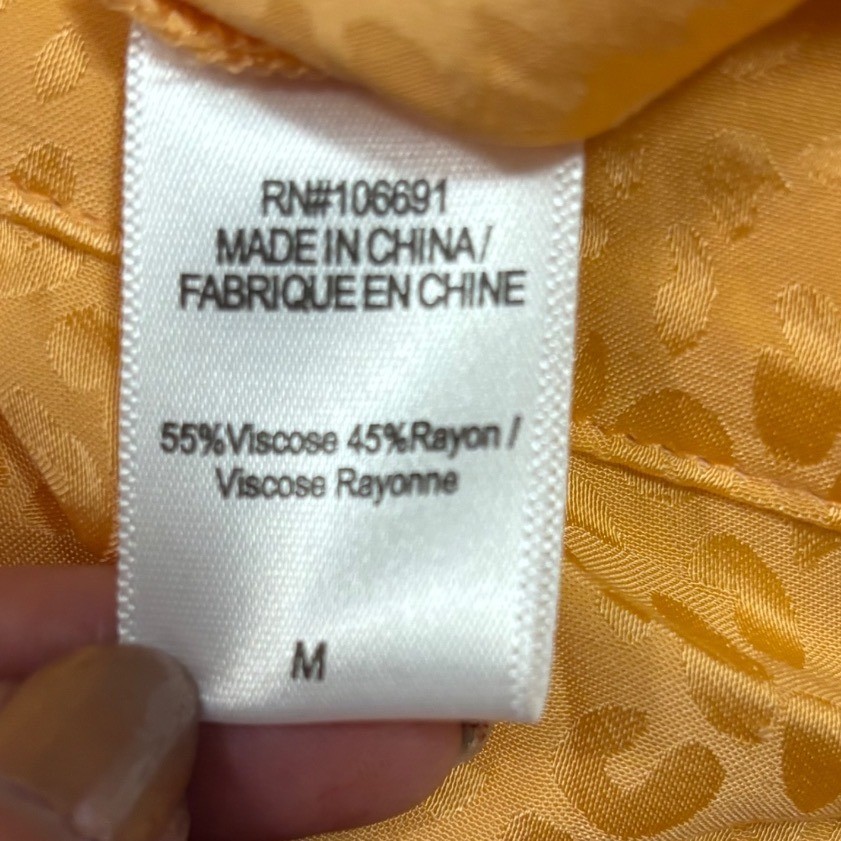 RN#106691
MADE IN CHINA/
FABRIQUE EN CHINE
55%Viscose 45%Rayon /
Viscose Rayonne
M